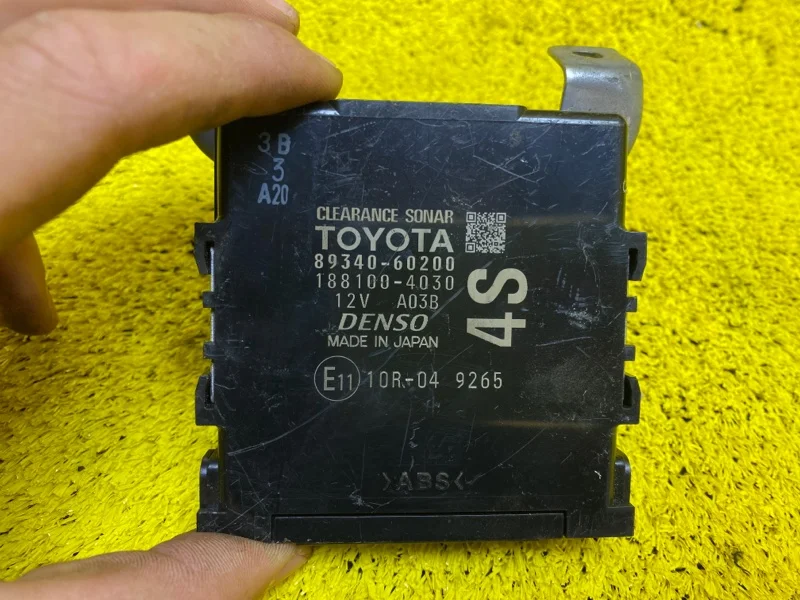 3B
3
A20
CLEARANCE SONAR
TOYOTA
89340-60200
188100-4030
12V A03B
DENSO
MADE IN JAPAN
4S
E11 10R-04 9265
>ABS<